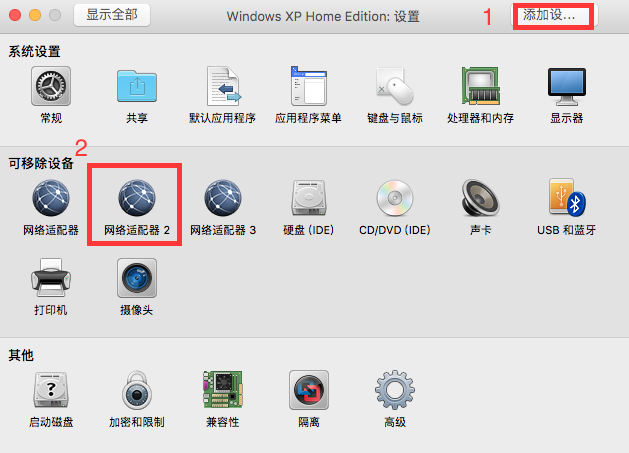 显示全部
Windows XP Home Edition: 设置
1
添加设...
系统设置
常规
共享
默认应用程序
应用程序菜单
键盘与鼠标
处理器和内存
显示器
2
可移除设备
网络适配器
网络适配器 2
网络适配器 3
硬盘 (IDE)
CD/DVD (IDE)
声卡
USB 和蓝牙
打印机
摄像头
其他
?
启动磁盘
加密和限制
兼容性
隔离
高级